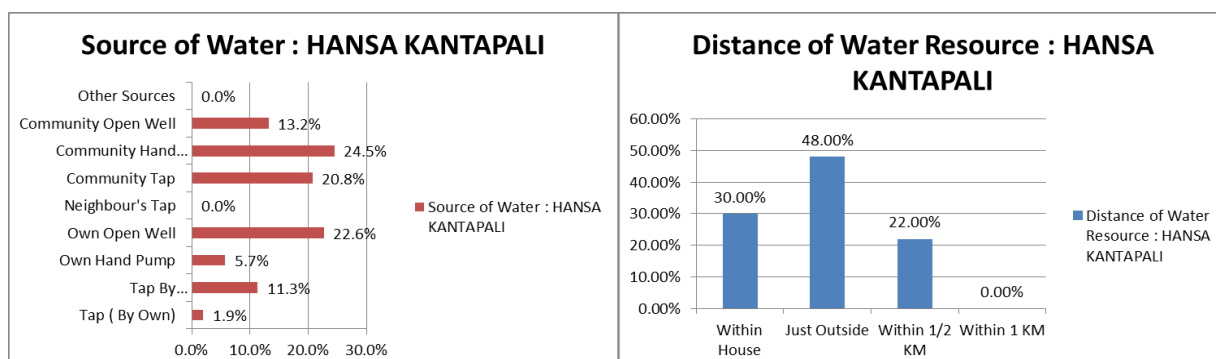 Source of Water : HANSA KANTAPALI
Other Sources 0.0%
Community Open Well 13.2%
Community Hand... 24.5%
Community Tap 20.8%
Neighbour's Tap 0.0%
Own Open Well 22.6%
Own Hand Pump 5.7%
Tap By... 11.3%
Tap ( By Own) 1.9%
0.0% 10.0% 20.0% 30.0%
Source of Water : HANSA
KANTAPALI
Distance of Water Resource : HANSA
KANTAPALI
60.00%
50.00%
40.00%
30.00%
20.00%
10.00%
0.00%
30.00%
48.00%
22.00%
0.00%
Within
House
Just Outside
Within 1/2
KM
Within 1 KM
Distance of Water
Resource : HANSA
KANTAPALI